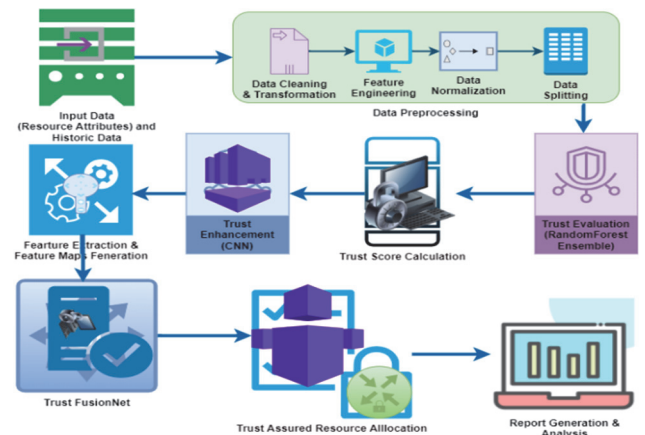 Data Cleaning
& Transformation
Feature
Engineering
Data
Normalization
Data
Splitting
Data Preprocessing
Input Data
(Resource Attributes) and
Historic Data
Trust Evaluation
(RandomForest
Ensemble)
Trust Score Calculation
Trust
Enhancement
(CNN)
Fearture Extraction &
Feature Maps Feneration
Trust FusionNet
Trust Assured Resource Alllocation
Report Generation &
Analysis